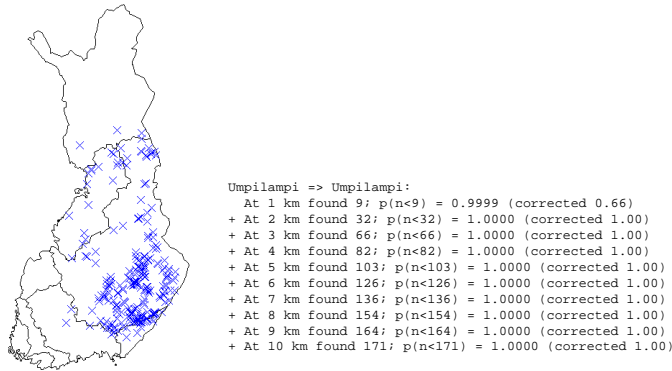 Umpilampi => Umpilampi:
At 1 km found 9; p(n<9) = 0.9999 (corrected 0.66)
+ At 2 km found 32; p(n<32) = 1.0000 (corrected 1.00)
+ At 3 km found 66; p(n<66) = 1.0000 (corrected 1.00)
+ At 4 km found 82; p(n<82) = 1.0000 (corrected 1.00)
+ At 5 km found 103; p(n<103) = 1.0000 (corrected 1.00)
+ At 6 km found 126; p(n<126) = 1.0000 (corrected 1.00)
+ At 7 km found 136; p(n<136) = 1.0000 (corrected 1.00)
+ At 8 km found 154; p(n<154) = 1.0000 (corrected 1.00)
+ At 9 km found 164; p(n<164) = 1.0000 (corrected 1.00)
+ At 10 km found 171; p(n<171) = 1.0000 (corrected 1.00)